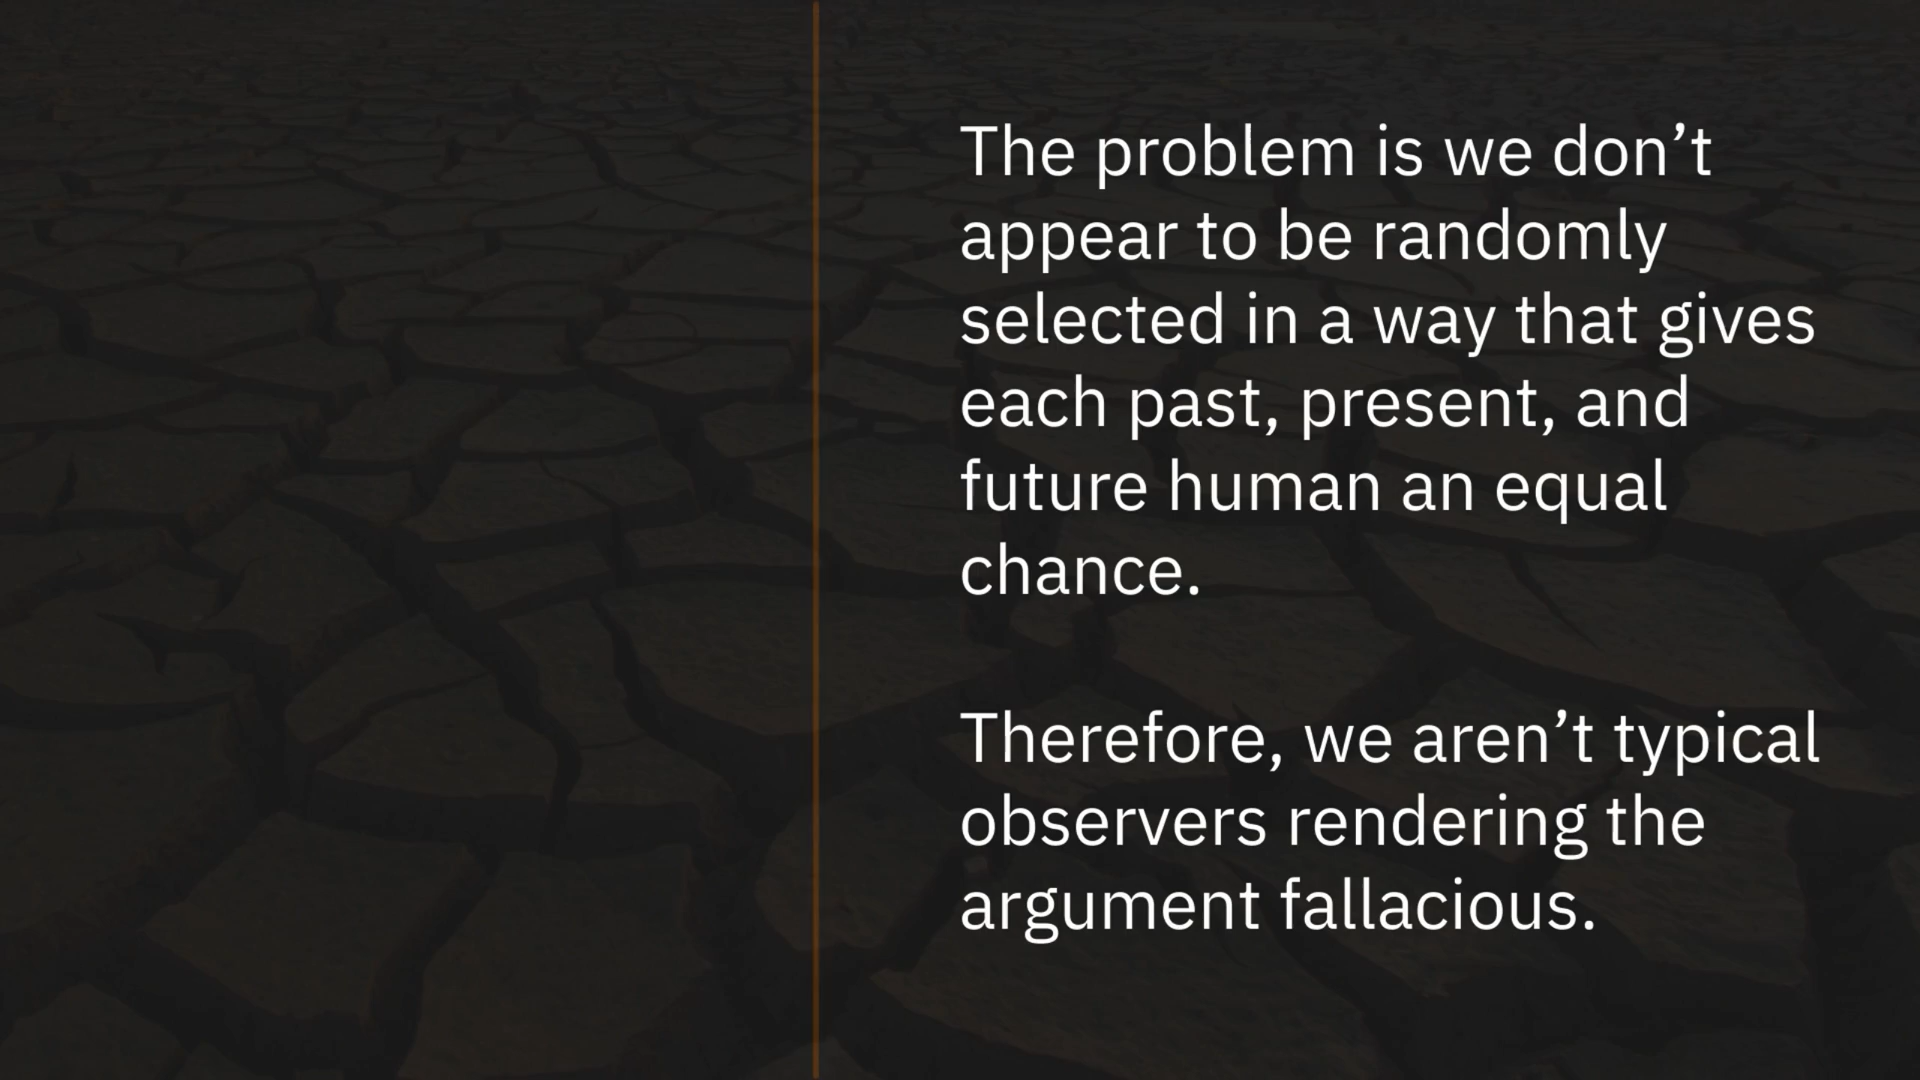 The problem is we don’t
appear to be randomly
selected in a way that gives
each past, present, and
future human an equal
chance.
Therefore, we aren’t typical
observers rendering the
argument fallacious.